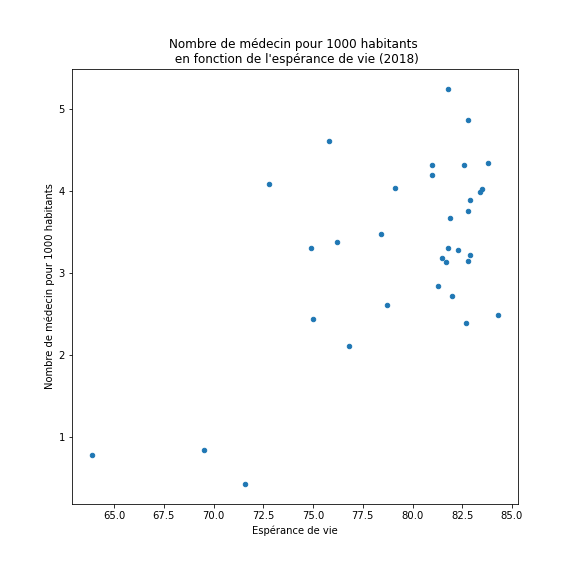 Nombre de médecin pour 1000 habitants
en fonction de l'espérance de vie (2018)
Nombre de médecin pour 1000 habitants
5
4
3
2
1
65.0 67.5 70.0 72.5 75.0 77.5 80.0 82.5 85.0
Espérance de vie